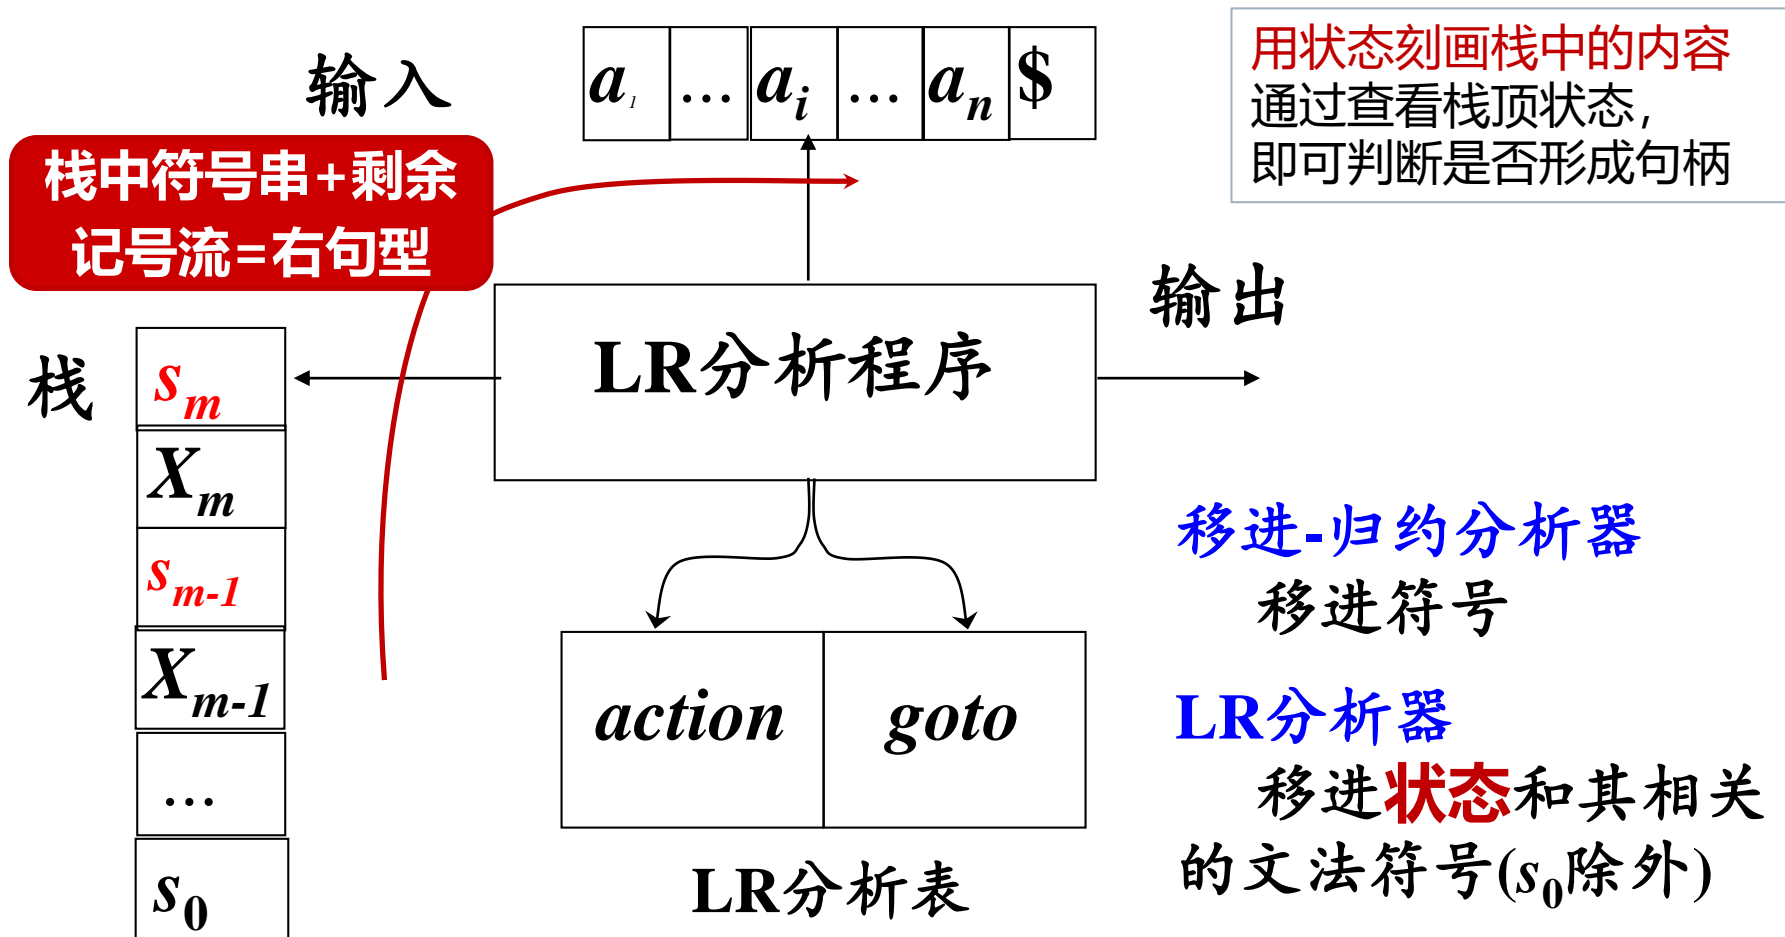 输入
a1 … ai … an $
用状态刻画栈中的内容
通过查看栈顶状态，
即可判断是否形成句柄
栈中符号串+剩余
记号流=右句型
输出
栈
LR分析程序
sm
Xm
sm-1
Xm-1
…
s0
action goto
LR分析表
移进-归约分析器
移进符号
LR分析器
移进状态和其相关
的文法符号(s0除外)